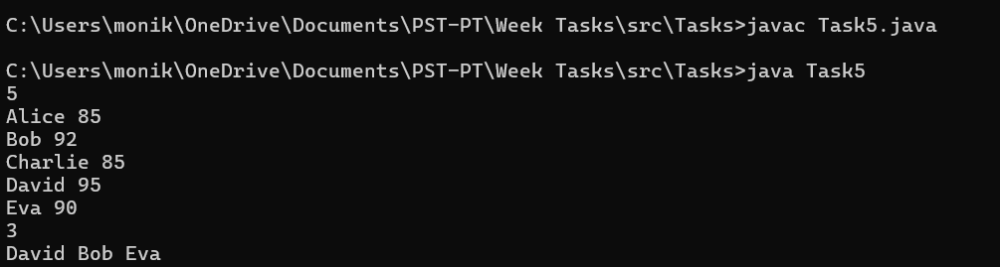 C:\Users\monik\OneDrive\Documents\PST-PT\Week Tasks\src\Tasks>javac Task5.java
C:\Users\monik\OneDrive\Documents\PST-PT\Week Tasks\src\Tasks>java Task5
5
Alice 85
Bob 92
Charlie 85
David 95
Eva 90
3
David Bob Eva